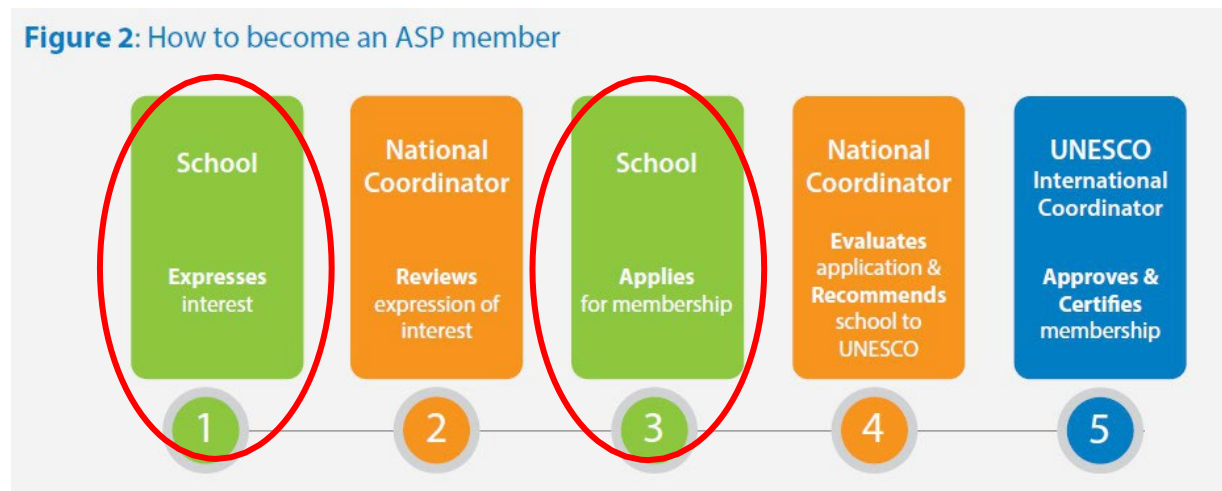 Figure 2: How to become an ASP member
School
Expresses
interest
1
National
Coordinator
Reviews
expression of
interest
2
School
Applies
for membership
3
National
Coordinator
Evaluates
application &
Recommends
school to
UNESCO
4
UNESCO
International
Coordinator
Approves &
Certifies
membership
5